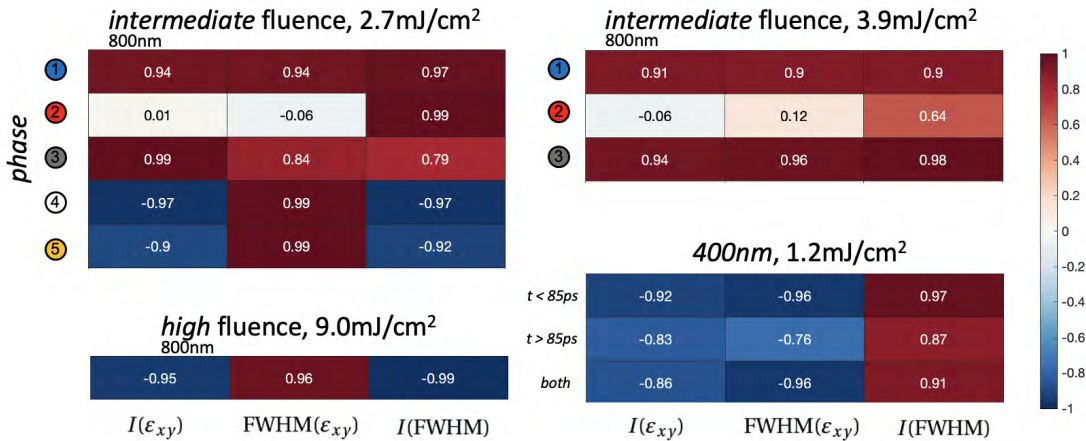 intermediate fluence, 2.7mJ/cm²
800nm
phase
1 0.94 0.94 0.97
2 0.01 -0.06 0.99
3 0.99 0.84 0.79
4 -0.97 0.99 -0.97
5 -0.9 0.99 -0.92
high fluence, 9.0mJ/cm²
800nm
-0.95 0.96 -0.99
I(εxy) FWHM(εxy) I(FWHM)
intermediate fluence, 3.9mJ/cm²
800nm
1 0.91 0.9 0.9
2 -0.06 0.12 0.64
3 0.94 0.96 0.98
400nm, 1.2mJ/cm²
t < 85ps -0.92 -0.96 0.97
t > 85ps -0.83 -0.76 0.87
both -0.86 -0.96 0.91
I(εxy) FWHM(εxy) I(FWHM)
1
0.8
0.6
0.4
0.2
0
-0.2
-0.4
-0.6
-0.8
-1